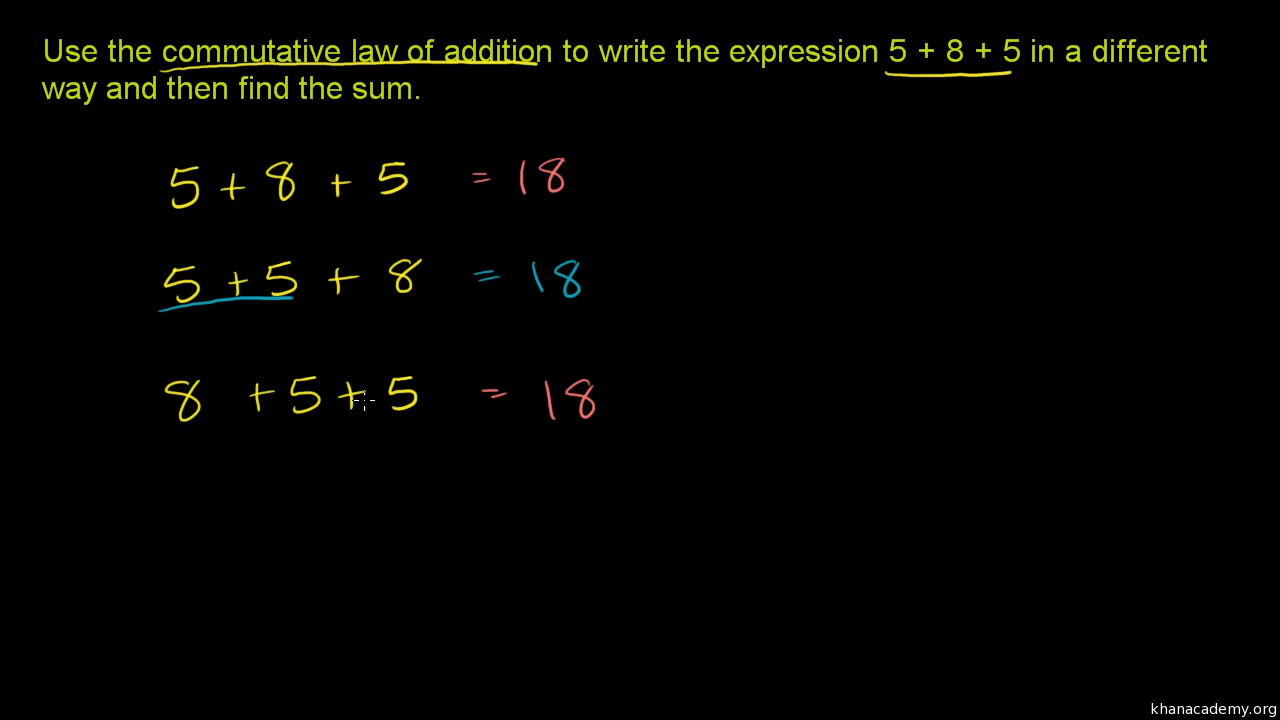 Use the commutative law of addition to write the expression 5 + 8 + 5 in a different
way and then find the sum.
5 + 8 + 5 = 18
5 + 5 + 8 = 18
8 + 5 + 5 = 18
khanacademy.org